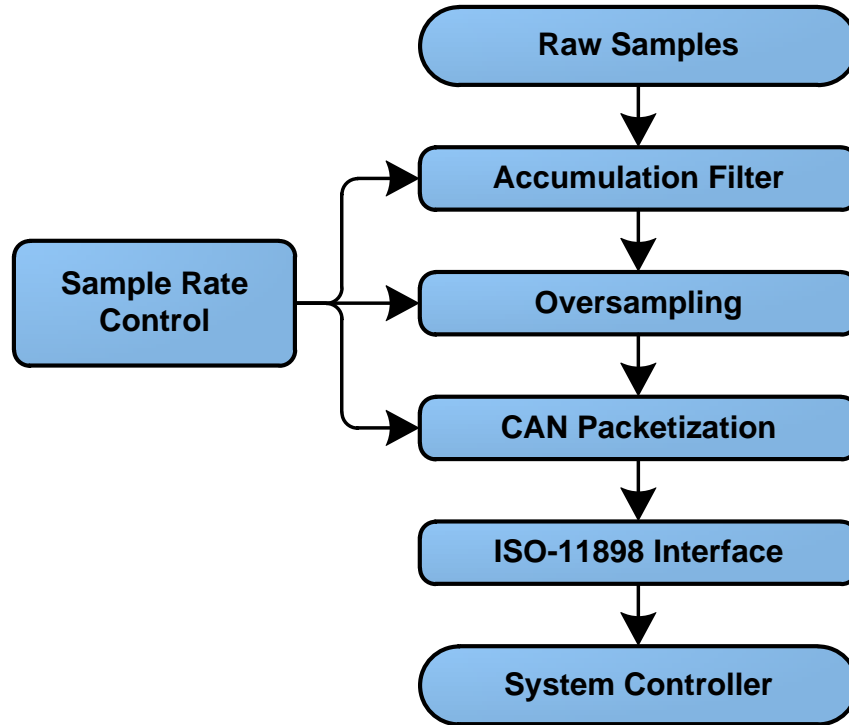 Raw Samples
Accumulation Filter
Sample Rate
Control
Oversampling
CAN Packetization
ISO-11898 Interface
System Controller